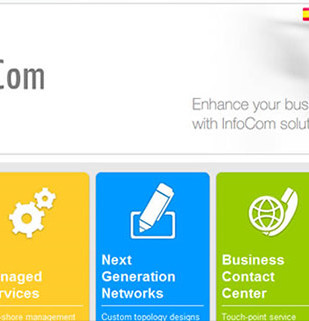 Com
Enhance your bus
with InfoCom solut
naged
rvices
-shore management
Next
Generation
Networks
Custom topology designs
Business
Contact
Center
Touch-point service